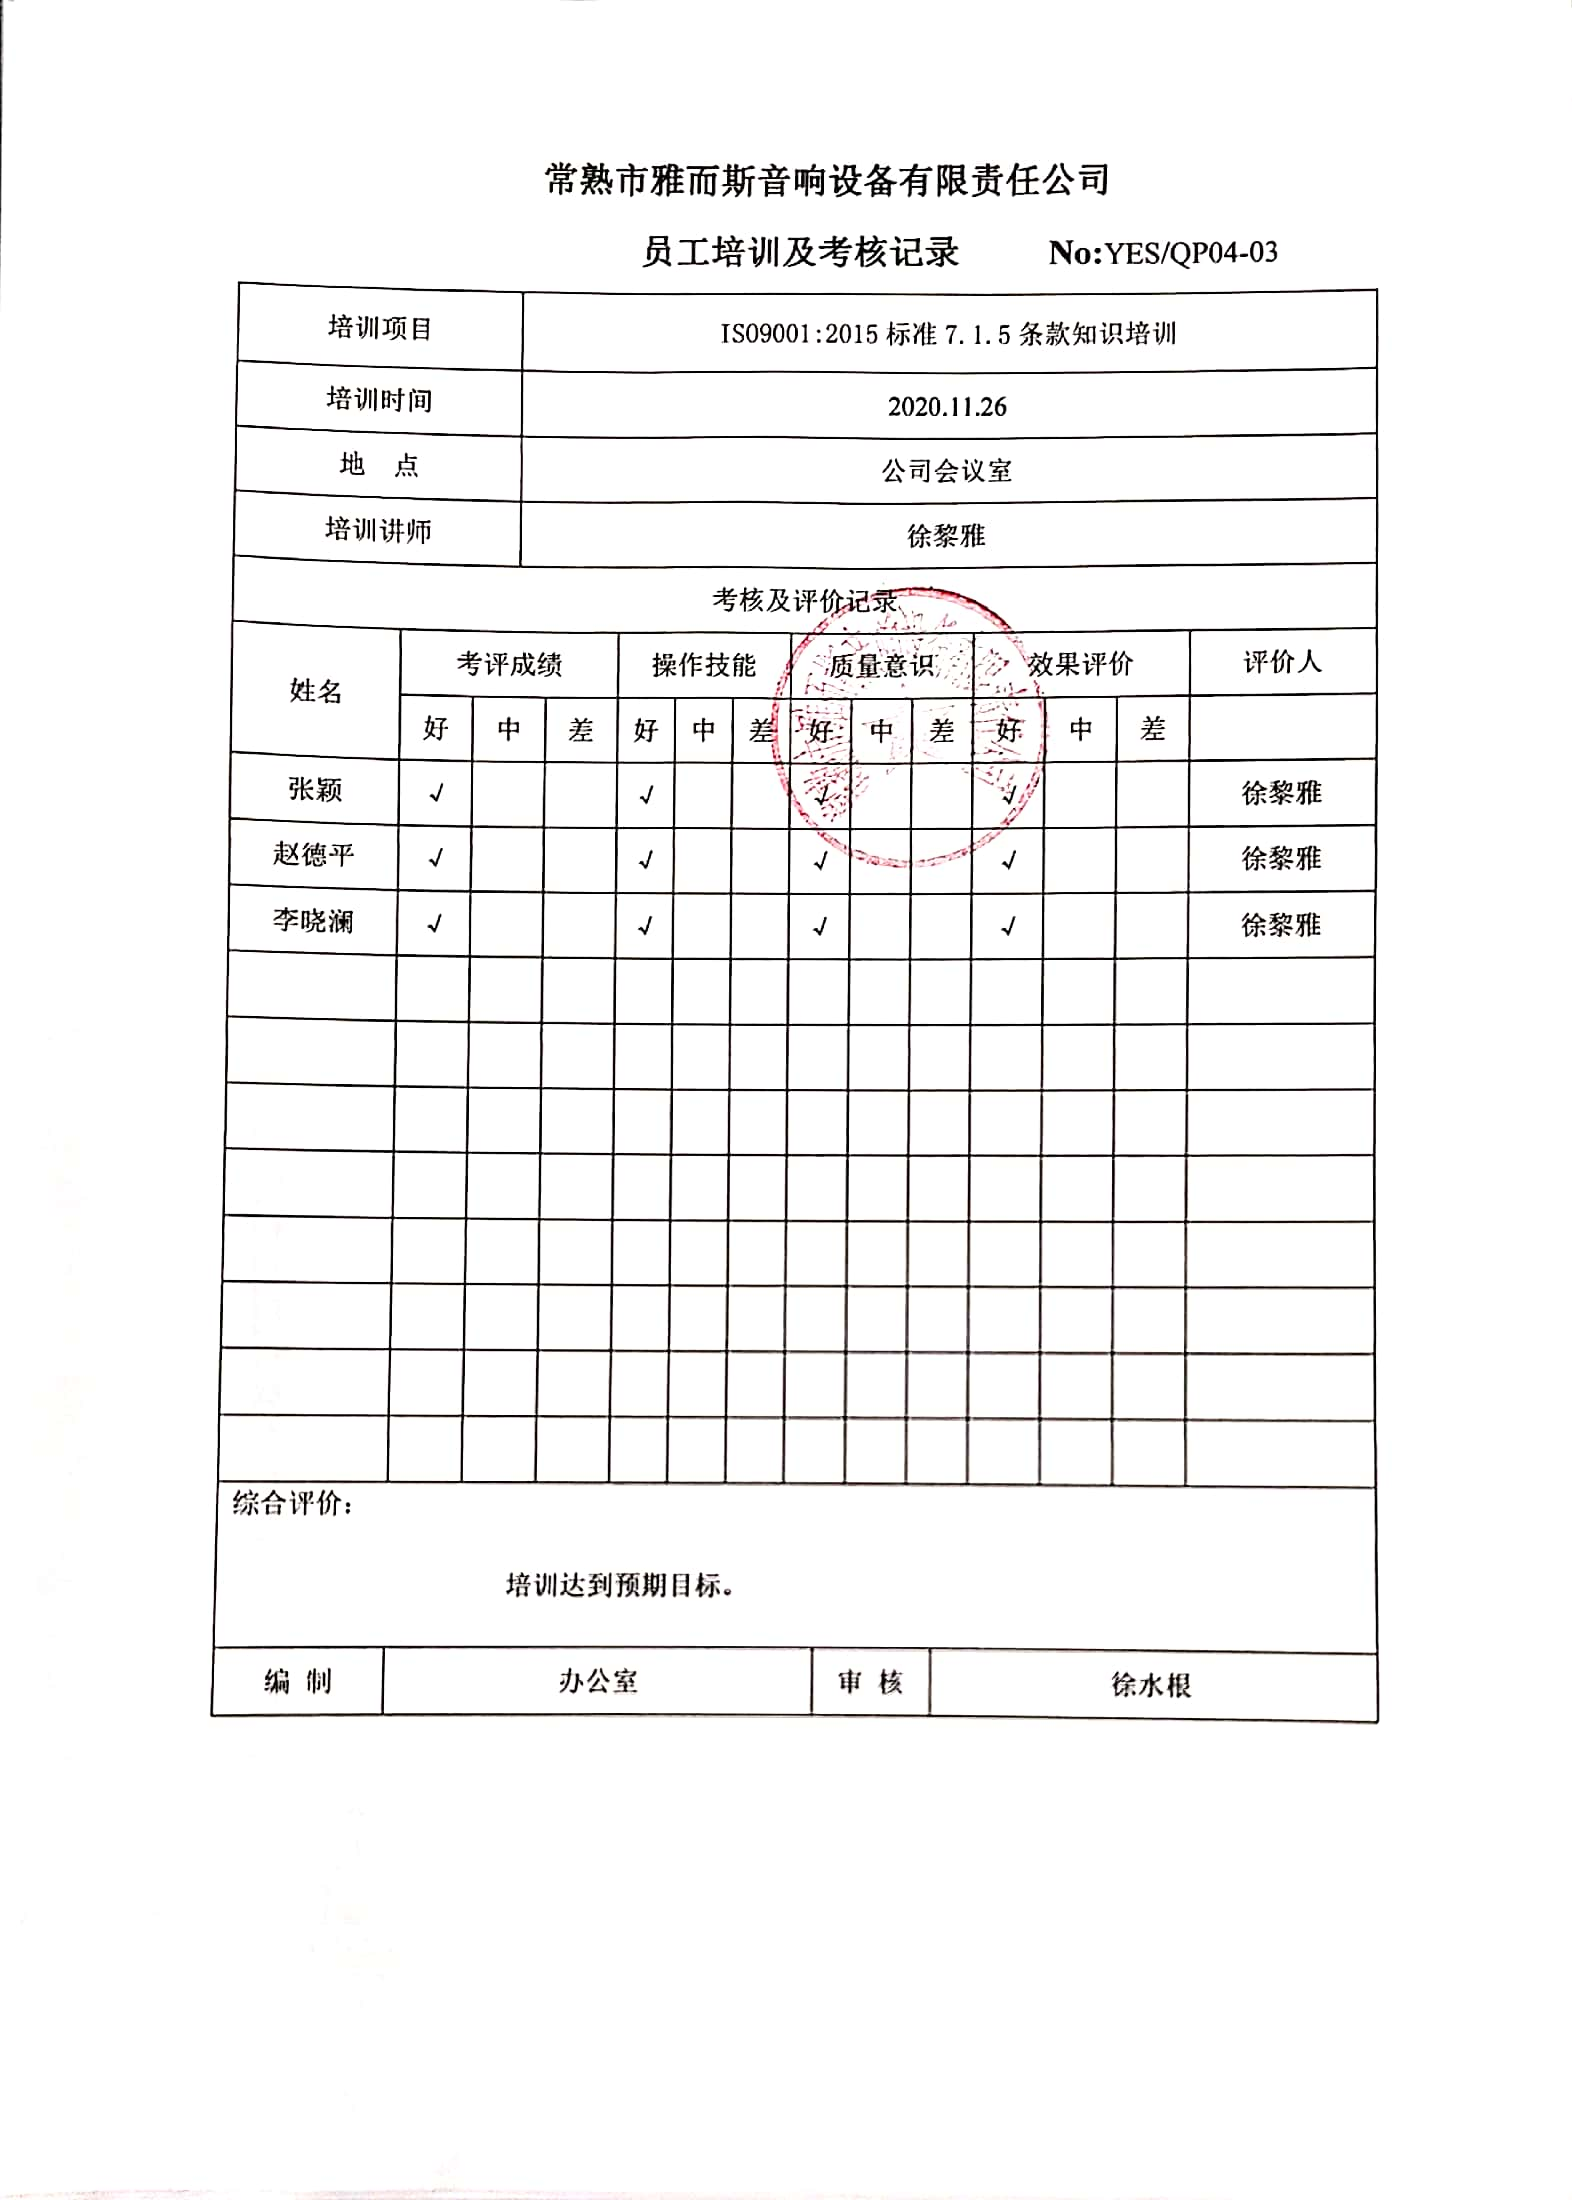 常熟市雅而斯音响设备有限责任公司
员工培训及考核记录 No:YES/QP04-03
培训项目 ISO9001:2015 标准 7.1.5 条款知识培训
培训时间 2020.11.26
地 点 公司会议室
培训讲师 徐黎雅
考核及评价记录
姓名 考评成绩 操作技能 质量意识 效果评价 评价人
好 中 差 好 中 差 好 中 差 好 中 差
张颖 √ √ √ √ 徐黎雅
赵德平 √ √ √ √ 徐黎雅
李晓澜 √ √ √ √ 徐黎雅
综合评价：
培训达到预期目标。
编 制 办公室 审 核 徐水根